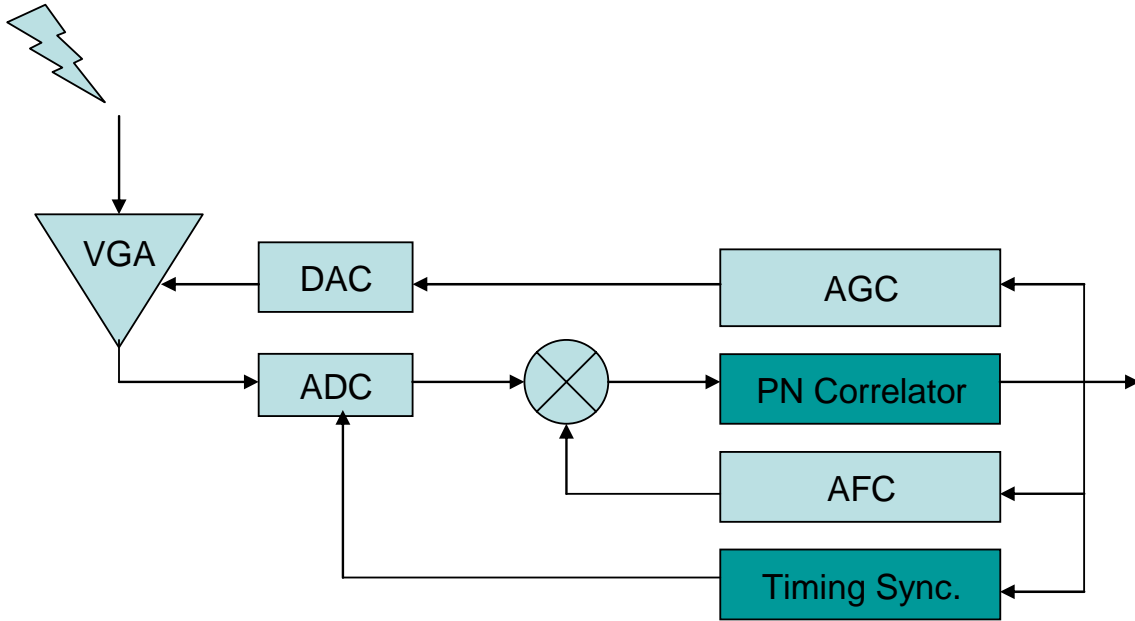 VGA
DAC
AGC
ADC
PN Correlator
AFC
Timing Sync.